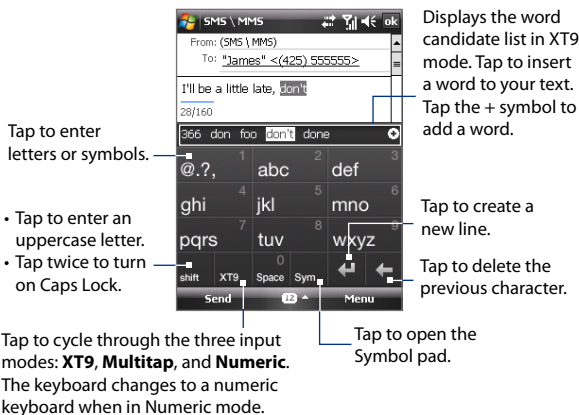 SMS \ MMS
ok
From: (SMS \ MMS)
To: "James" <(425) 555555>
I'll be a little late, don't
28/160
366 don foo don't done
@.?, 1
abc 2
def 3
ghi 4
jkl 5
mno 6
pqrs 7
tuv 8
wxyz 9
shift
XT9
0
Space
Sym
Send
12
Menu
Displays the word
candidate list in XT9
mode. Tap to insert
a word to your text.
Tap the + symbol to
add a word.
Tap to enter
letters or symbols.
• Tap to enter an
uppercase letter.
• Tap twice to turn
on Caps Lock.
Tap to create a
new line.
Tap to delete the
previous character.
Tap to cycle through the three input
modes: XT9, Multitap, and Numeric.
The keyboard changes to a numeric
keyboard when in Numeric mode.
Tap to open the
Symbol pad.